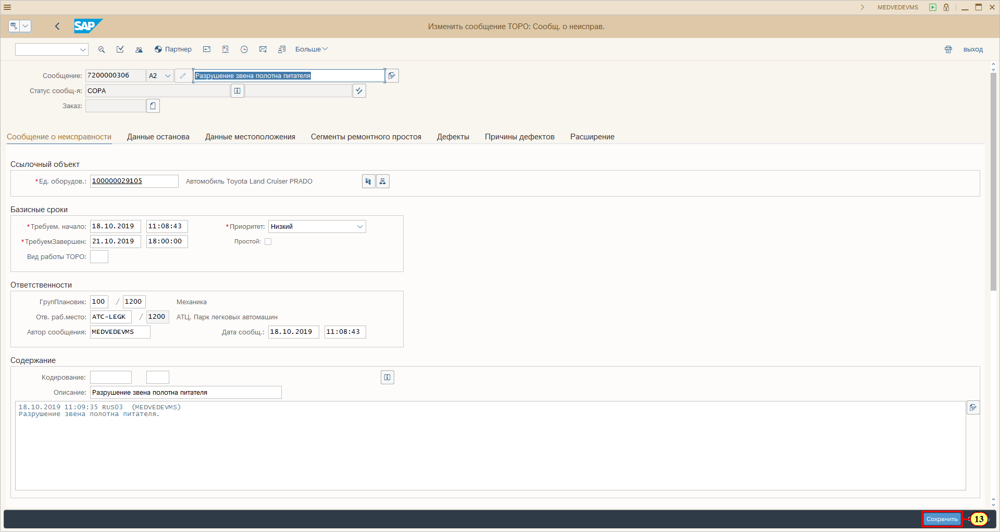 MEDVEDEVMS
SAP
Изменить сообщение ТОРО: Сообщ. о неисправ.
Партнер
Больше
выход
Сообщение: 7200000306 A2 Разрушение звена полотна питателя
Статус сообщ-я: СОРА
Заказ:
Сообщение о неисправности Данные останова Данные местоположения Сегменты ремонтного простоя Дефекты Причины дефектов Расширение
Ссылочный объект
*Ед. оборудов.: 100000029105 Автомобиль Toyota Land Cruiser PRADO
Базисные сроки
*Требуем. начало: 18.10.2019 11:08:43 *Приоритет: Низкий
*ТребуемЗавершен: 21.10.2019 18:00:00 Простой:
Вид работы ТОРО:
Ответственности
ГрупПлановик: 100 / 1200 Механика
Отв. раб.место: ATC-LEGK / 1200 АТЦ. Парк легковых автомашин
Автор сообщения: MEDVEDEVMS Дата сообщ.: 18.10.2019 11:08:43
Содержание
Кодирование:
Описание: Разрушение звена полотна питателя
18.10.2019 11:09:35 RUS03 (MEDVEDEVMS)
Разрушение звена полотна питателя.
Сохранить 13